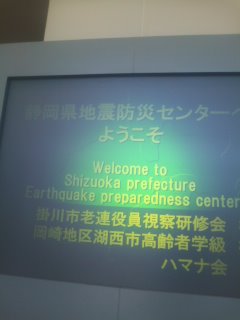 静岡県地震防災センターへ
ようこそ
Welcome to
Shizuoka prefecture
Earthquake preparedness center
掛川市老連役員視察研修会
岡崎地区湖西市高齢者学級
ハマナ会